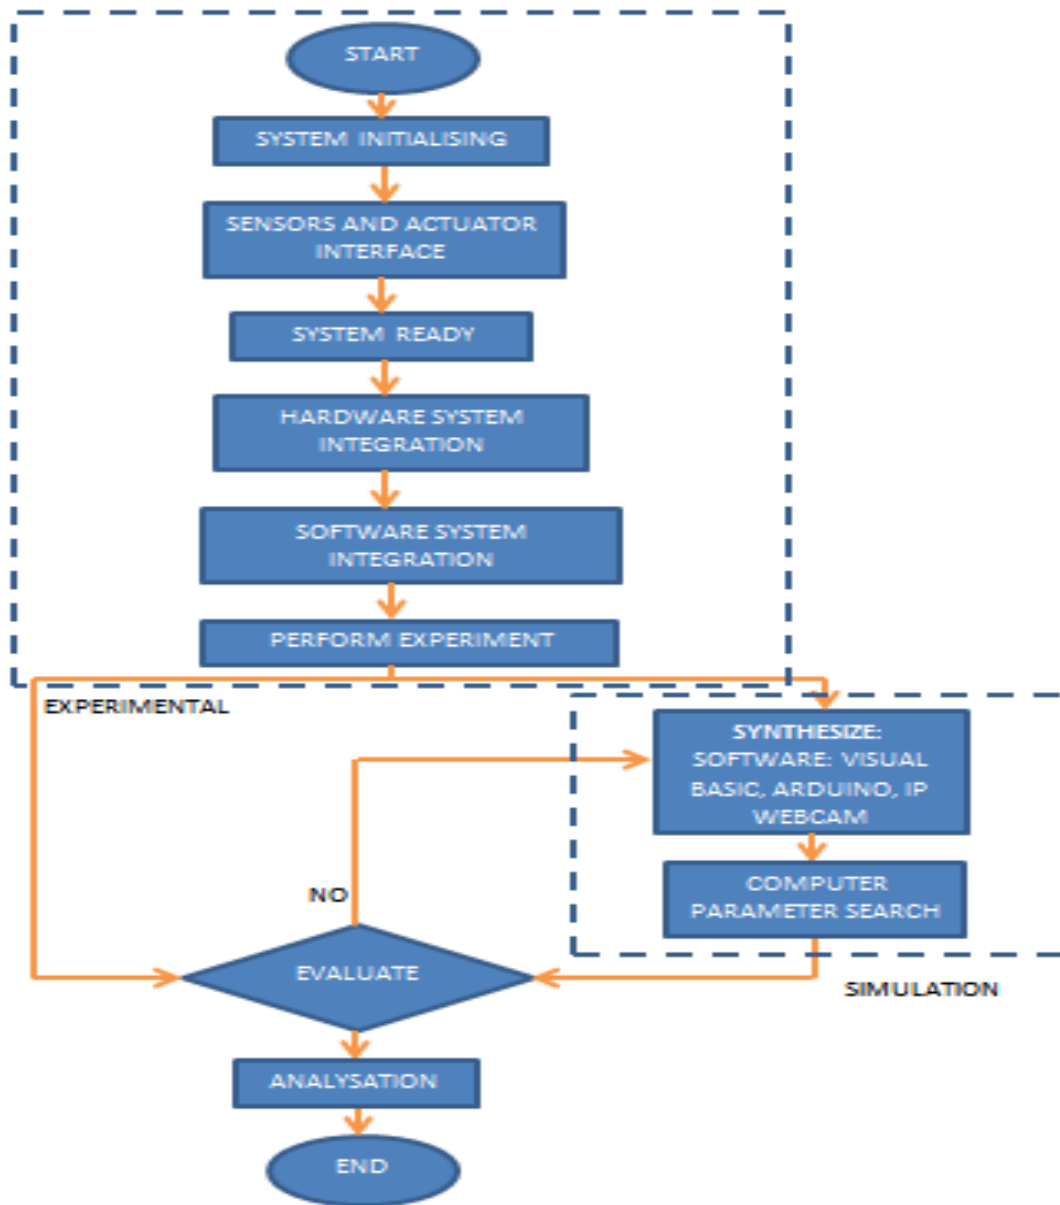 START
SYSTEM INITIALISING
SENSORS AND ACTUATOR
INTERFACE
SYSTEM READY
HARDWARE SYSTEM
INTEGRATION
SOFTWARE SYSTEM
INTEGRATION
PERFORM EXPERIMENT
EXPERIMENTAL
SYNTHESIZE:
SOFTWARE: VISUAL
BASIC, ARDUINO, IP
WEBCAM
COMPUTER
PARAMETER SEARCH
NO
EVALUATE
SIMULATION
ANALYSATION
END